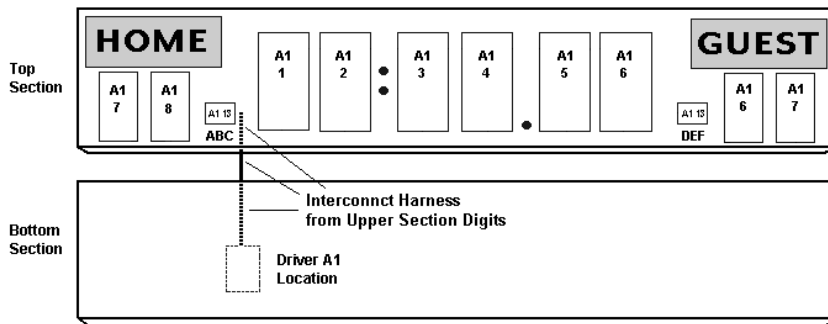 HOME
GUEST
Top
Section
A1
7
A1
8
A1 13
ABC
A1
1
A1
2
A1
3
A1
4
A1
5
A1
6
A1 13
DEF
A1
6
A1
7
Interconnct Harness
from Upper Section Digits
Bottom
Section
Driver A1
Location